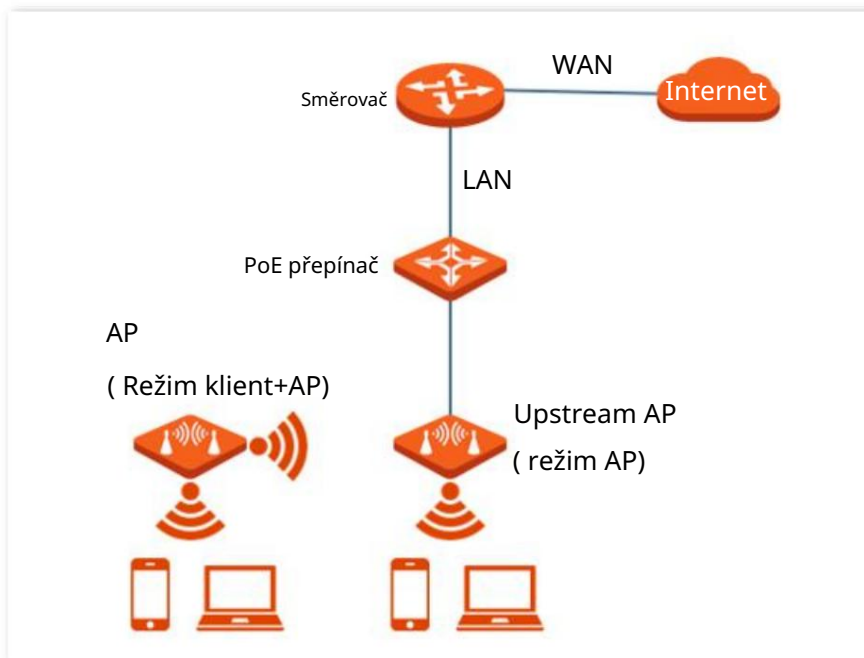 WAN
Internet
Směrovač
LAN
PoE přepínač
AP
( Režim klient+AP)
Upstream AP
( režim AP)